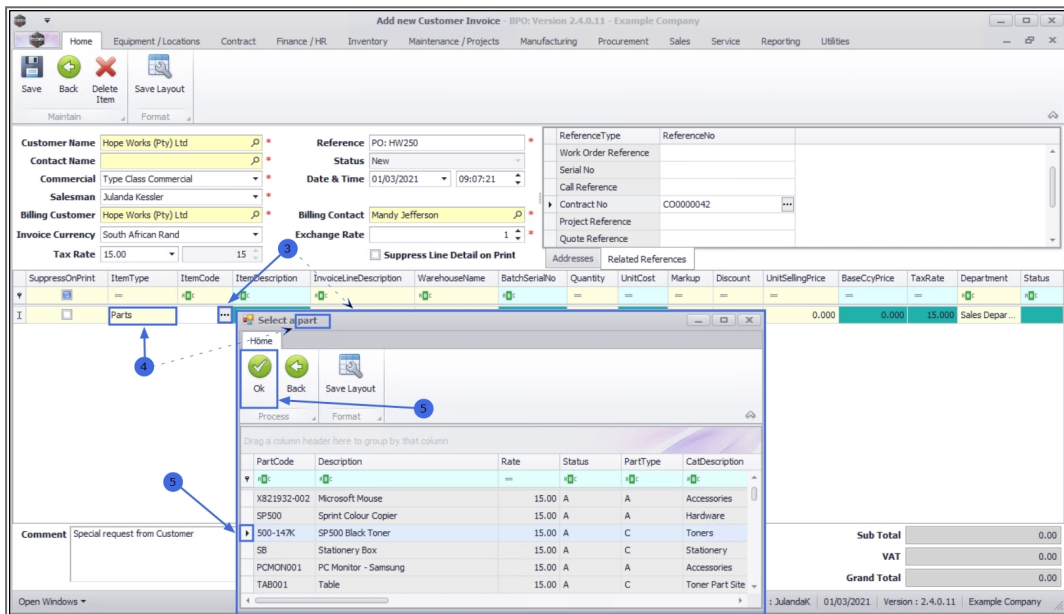 Add new Customer Invoice - BPO: Version 2.4.0.11 - Example Company
Home Equipment / Locations Contract Finance / HR Inventory Maintenance / Projects Manufacturing Procurement Sales Service Reporting Utilities
Save Back Delete Item Save Layout
Maintain Format
Customer Name Hope Works (Pty) Ltd * Reference PO: HW250 *
Contact Name * Status New
Commercial Type Class Commercial * Date & Time 01/03/2021 09:07:21
Salesman Julanda Kessler *
Billing Customer Hope Works (Pty) Ltd * Billing Contact Mandy Jefferson *
Invoice Currency South African Rand Exchange Rate 1 *
Tax Rate 15.00 15 Suppress Line Detail on Print
ReferenceType ReferenceNo
Work Order Reference
Serial No
Call Reference
Contract No CO0000042 ...
Project Reference
Quote Reference
Addresses Related References
3
SuppressOnPrint ItemType ItemCode ItemDescription InvoiceLineDescription WarehouseName BatchSerialNo Quantity UnitCost Markup Discount UnitSellingPrice BaseCcyPrice TaxRate Department Status
Parts ... 0.000 0.000 15.000 Sales Depar...
4
Select a part
Home
Ok Back Save Layout
5
Process Format
Drag a column header here to group by that column
PartCode Description Rate Status PartType CatDescription
X821932-002 Microsoft Mouse 15.00 A A Accessories
SP500 Sprint Colour Copier 15.00 A A Hardware
5
500-147K SP500 Black Toner 15.00 A C Toners
SB Stationery Box 15.00 A C Stationery
PCMON001 PC Monitor - Samsung 15.00 A A Accessories
TAB001 Table 15.00 A C Toner Part Site
Comment Special request from Customer
Sub Total 0.00
VAT 0.00
Grand Total 0.00
Open Windows : JulandaK 01/03/2021 Version : 2.4.0.11 Example Company